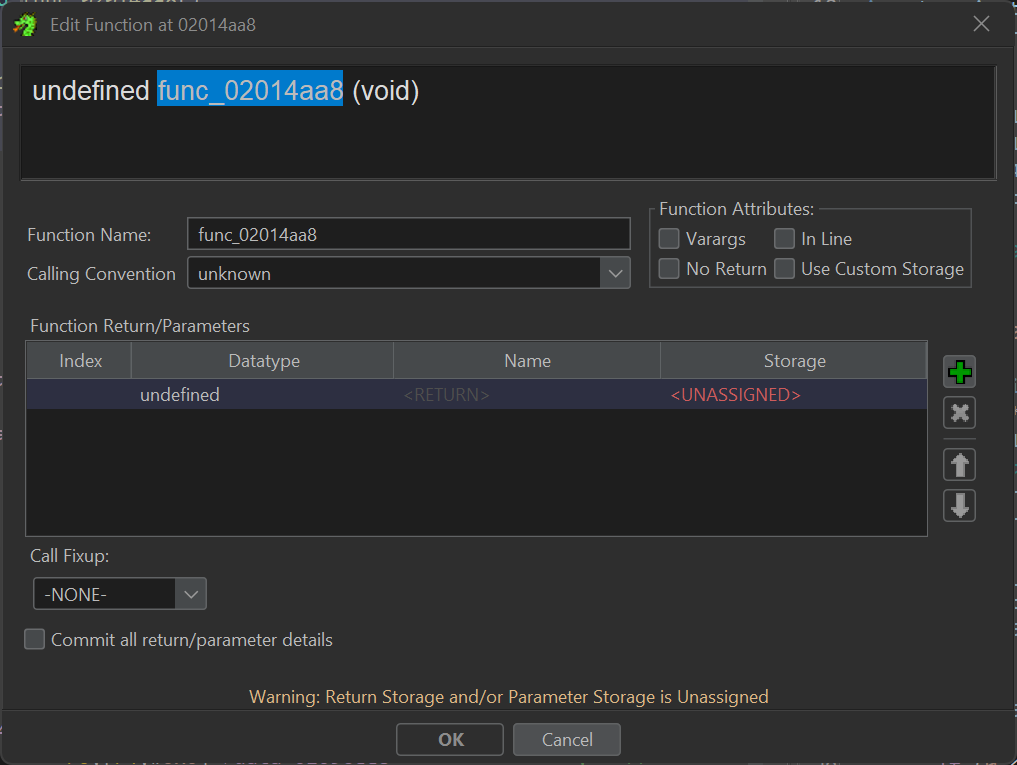 Edit Function at 02014aa8
undefined func_02014aa8 (void)
Function Name:
func_02014aa8
Calling Convention
unknown
Function Attributes:
Varargs
In Line
No Return
Use Custom Storage
Function Return/Parameters
Index Datatype Name Storage
undefined <RETURN> <UNASSIGNED>
Call Fixup:
-NONE-
Commit all return/parameter details
Warning: Return Storage and/or Parameter Storage is Unassigned
OK Cancel